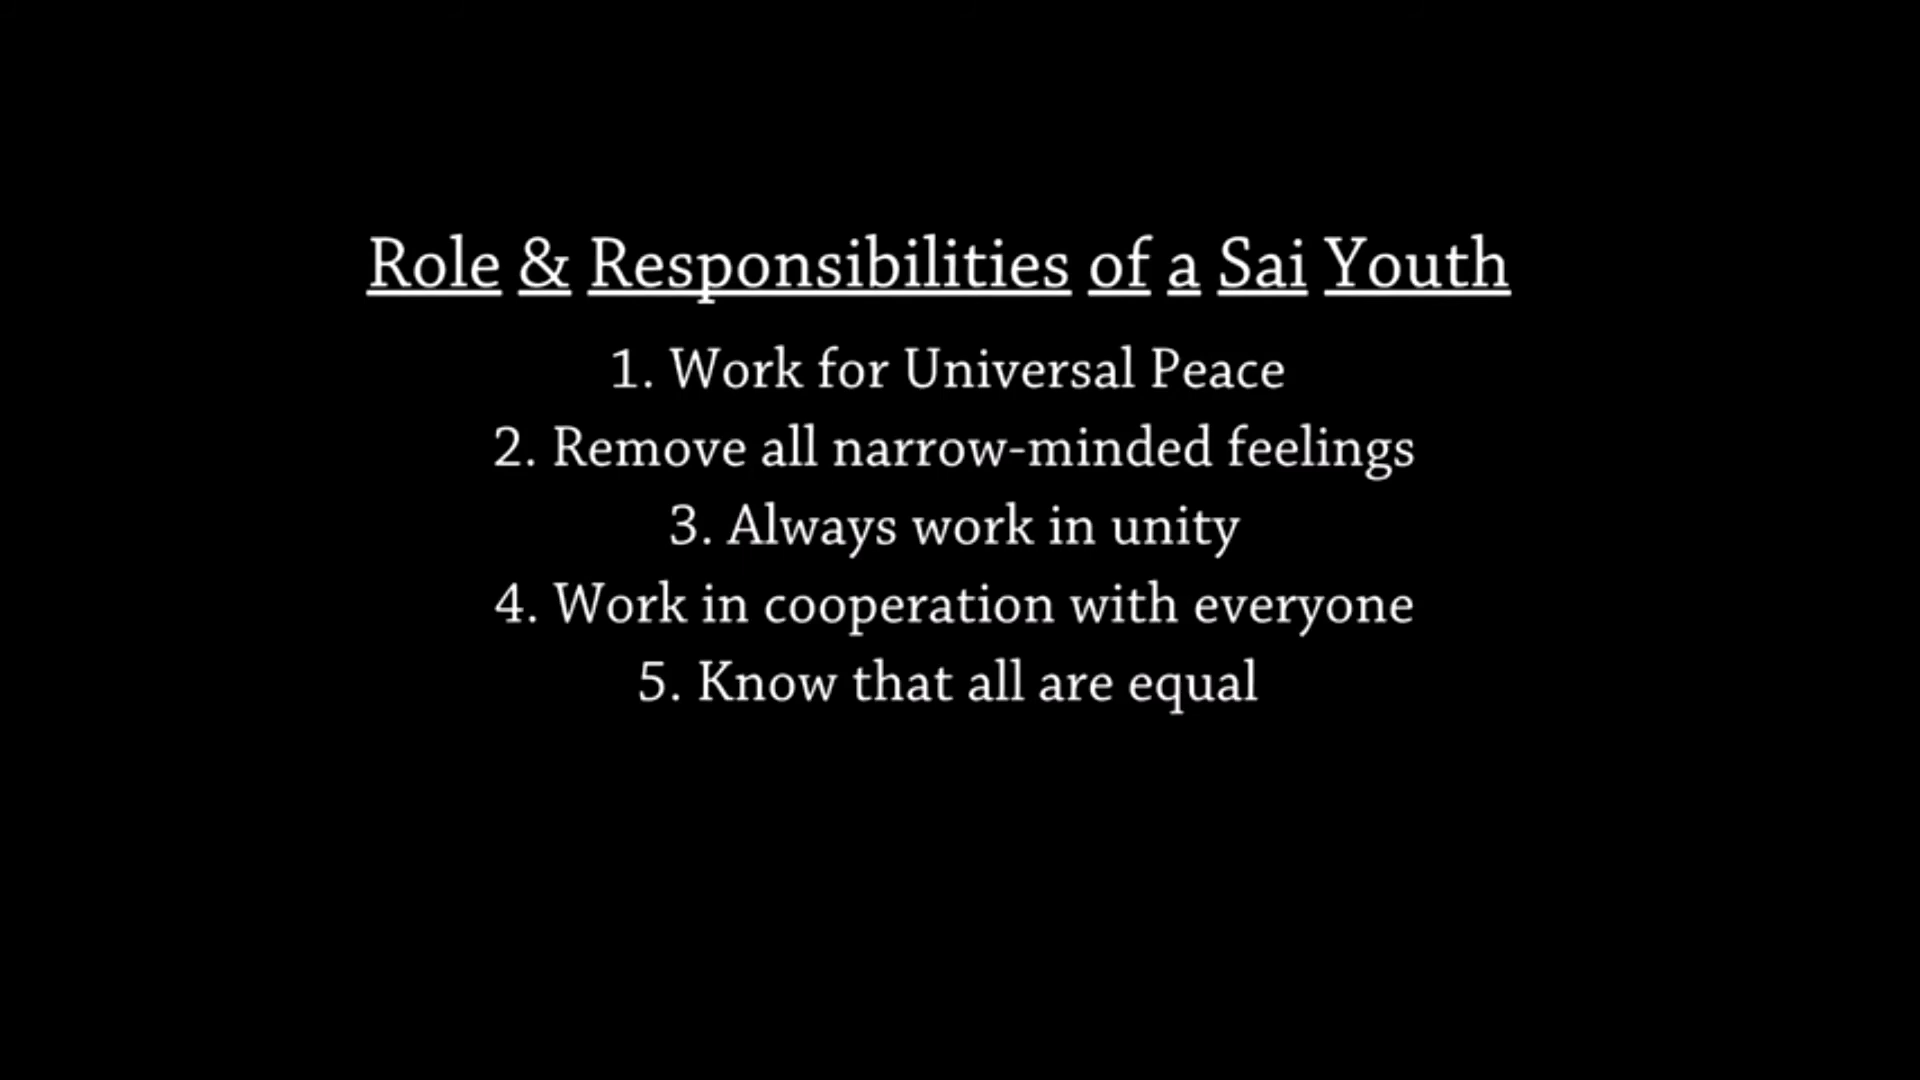 Role & Responsibilities of a Sai Youth
1. Work for Universal Peace
2. Remove all narrow-minded feelings
3. Always work in unity
4. Work in cooperation with everyone
5. Know that all are equal